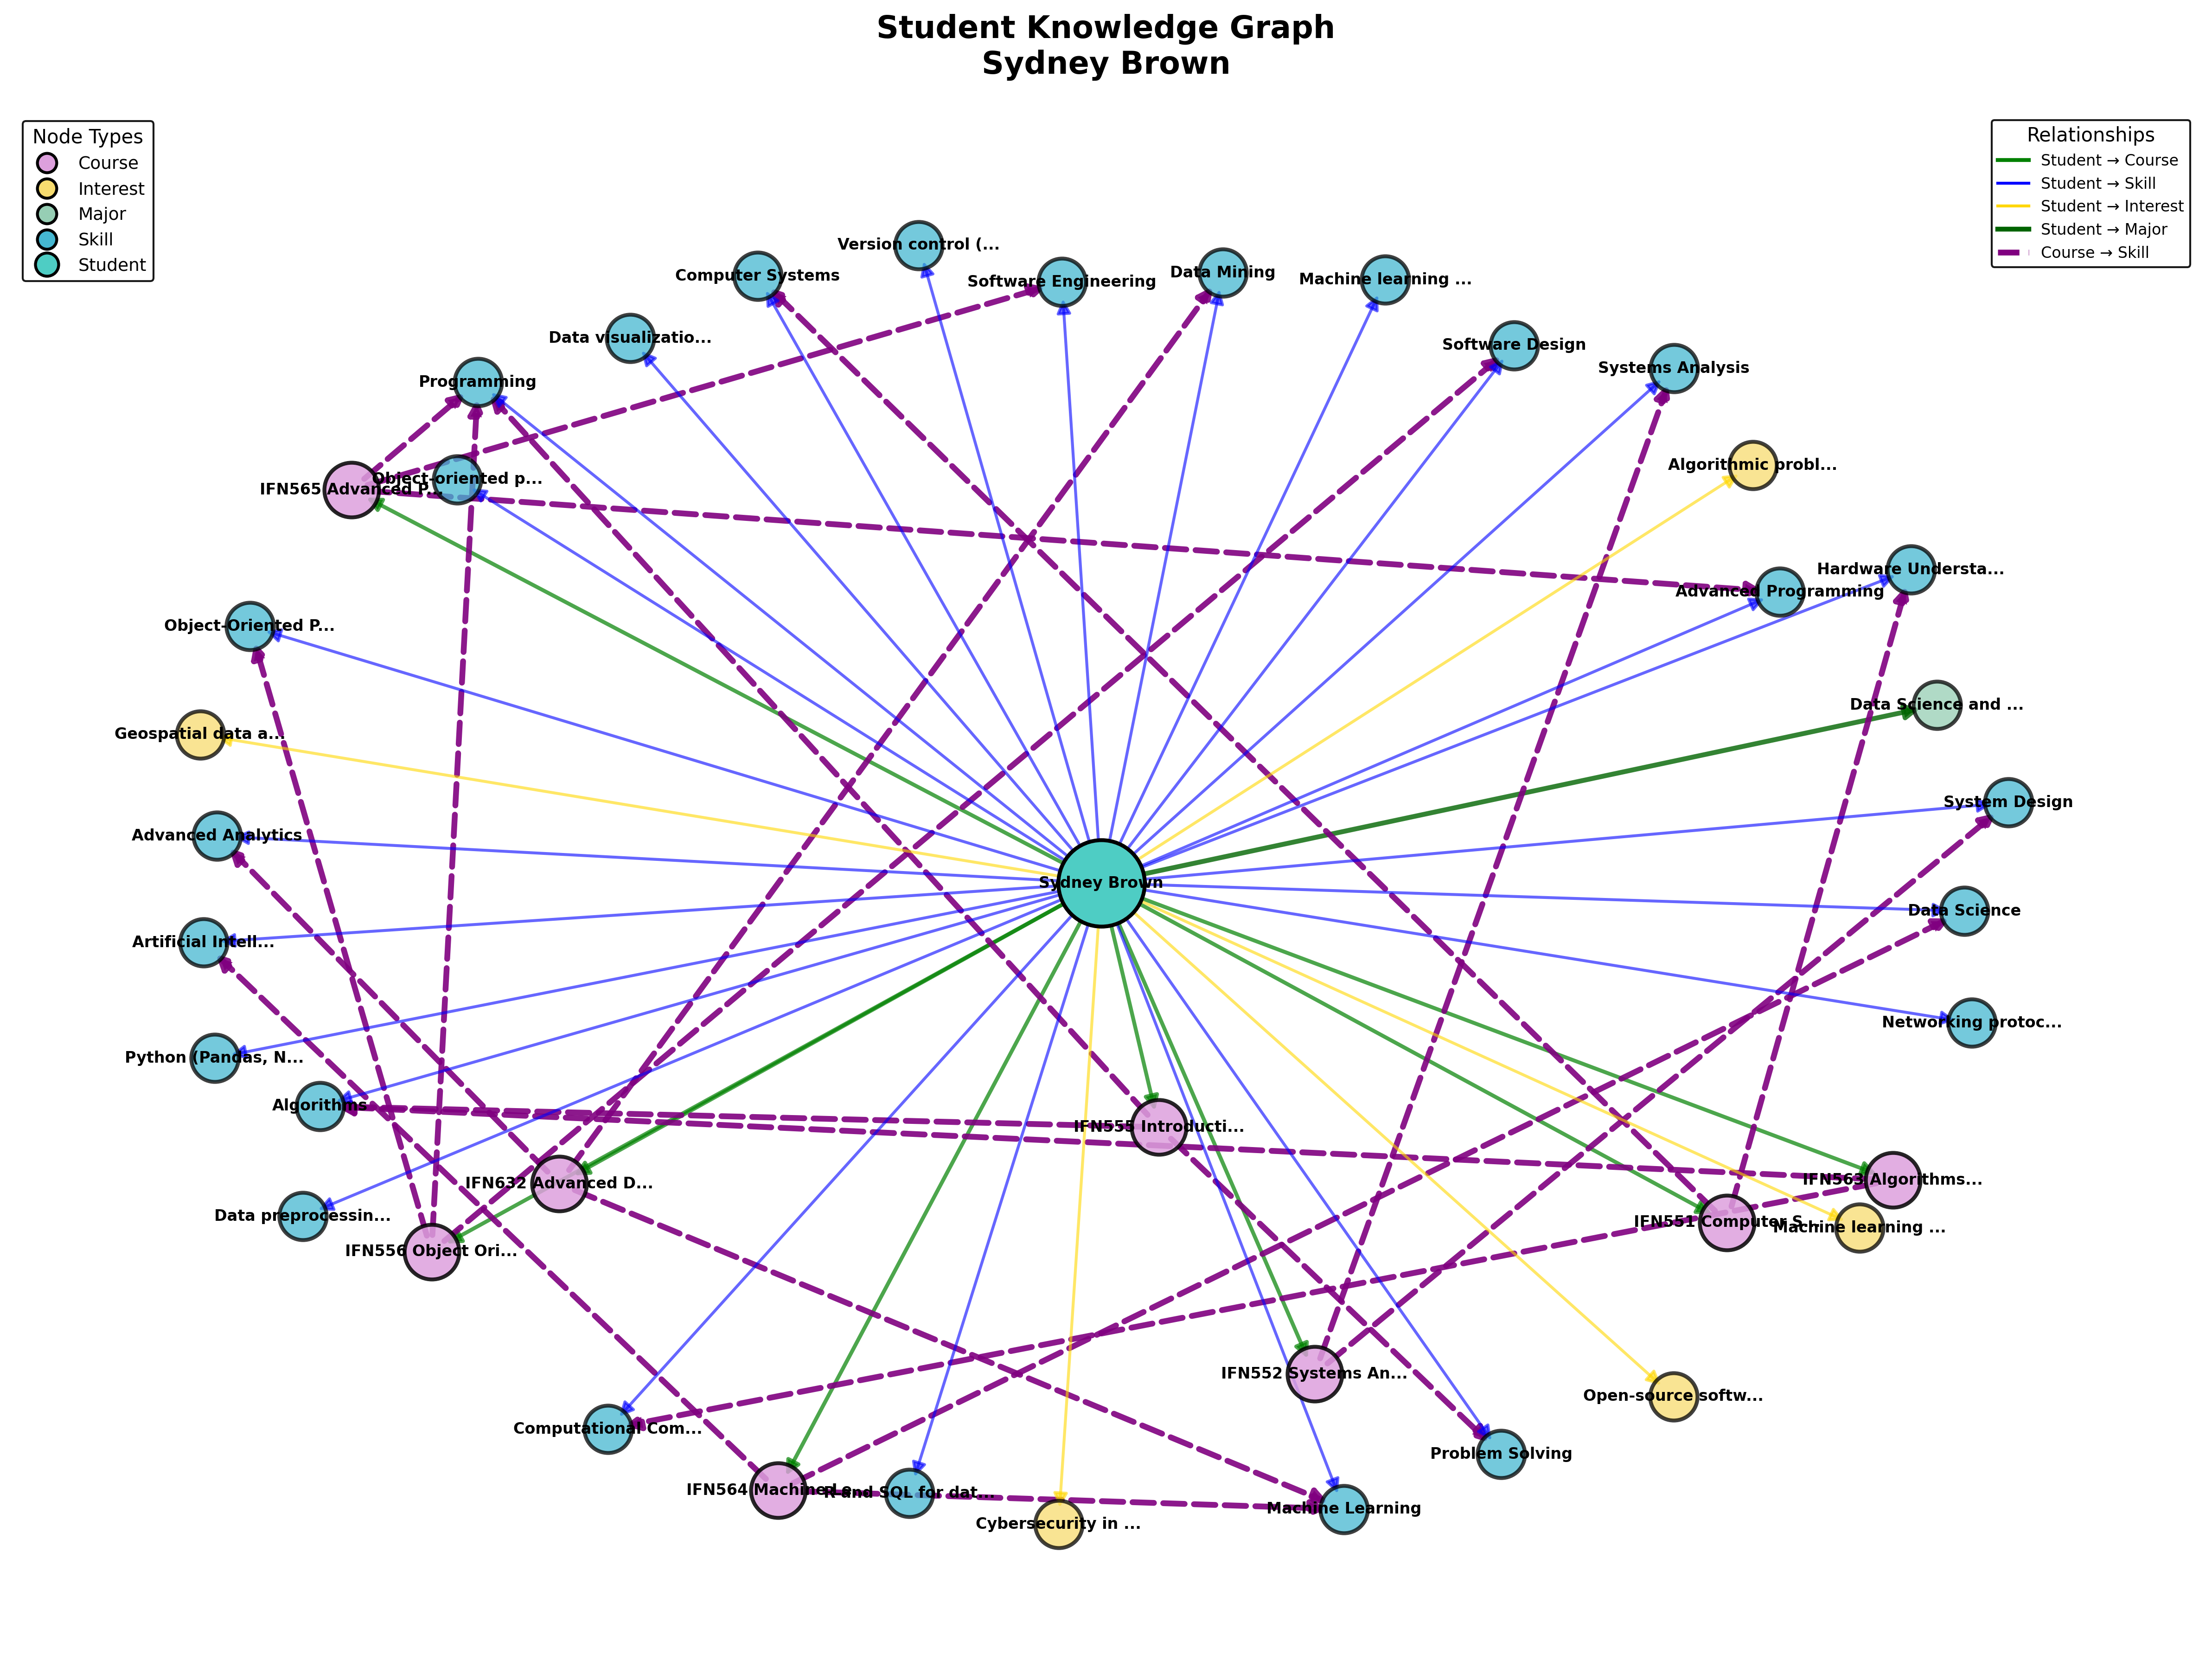 Student Knowledge Graph
Sydney Brown
Node Types
Course
Interest
Major
Skill
Student
Relationships
Student → Course
Student → Skill
Student → Interest
Student → Major
Course → Skill
Version control (...
Computer Systems
Software Engineering
Data Mining
Machine learning ...
Data visualizatio...
Software Design
Systems Analysis
Programming
Algorithmic probl...
IFN565 Advanced P...
Object-oriented p...
Hardware Understa...
Advanced Programming
Object-Oriented P...
Data Science and ...
Geospatial data a...
System Design
Advanced Analytics
Sydney Brown
Data Science
Artificial Intell...
Networking protoc...
Python (Pandas, N...
Algorithms
IFN555 Introducti...
IFN632 Advanced D...
IFN563 Algorithms...
Data preprocessin...
IFN551 Computer S...
Machine learning ...
IFN556 Object Ori...
IFN552 Systems An...
Open-source softw...
Computational Com...
Problem Solving
IFN564 Machine
R and SQL for dat...
Machine Learning
Cybersecurity in ...